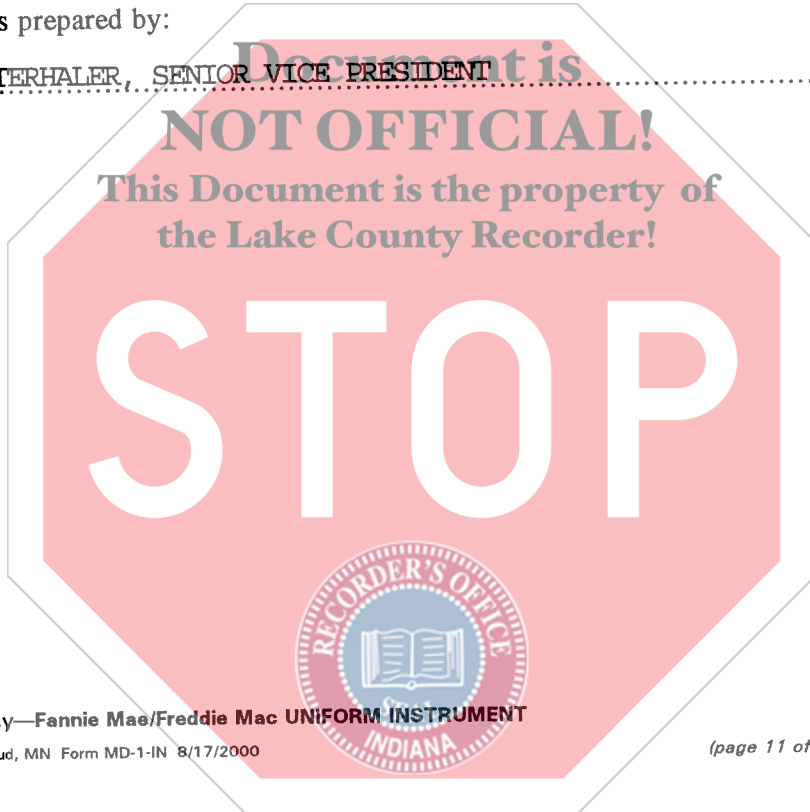 s prepared by:
TERHALER, SENIOR VICE PRESIDENT
Document is
NOT OFFICIAL!
This Document is the property of
the Lake County Recorder!
STOP
RECORDER'S OFFICE
INDIANA
y—Fannie Mae/Freddie Mac UNIFORM INSTRUMENT
ud, MN Form MD-1-IN 8/17/2000
(page 11 of